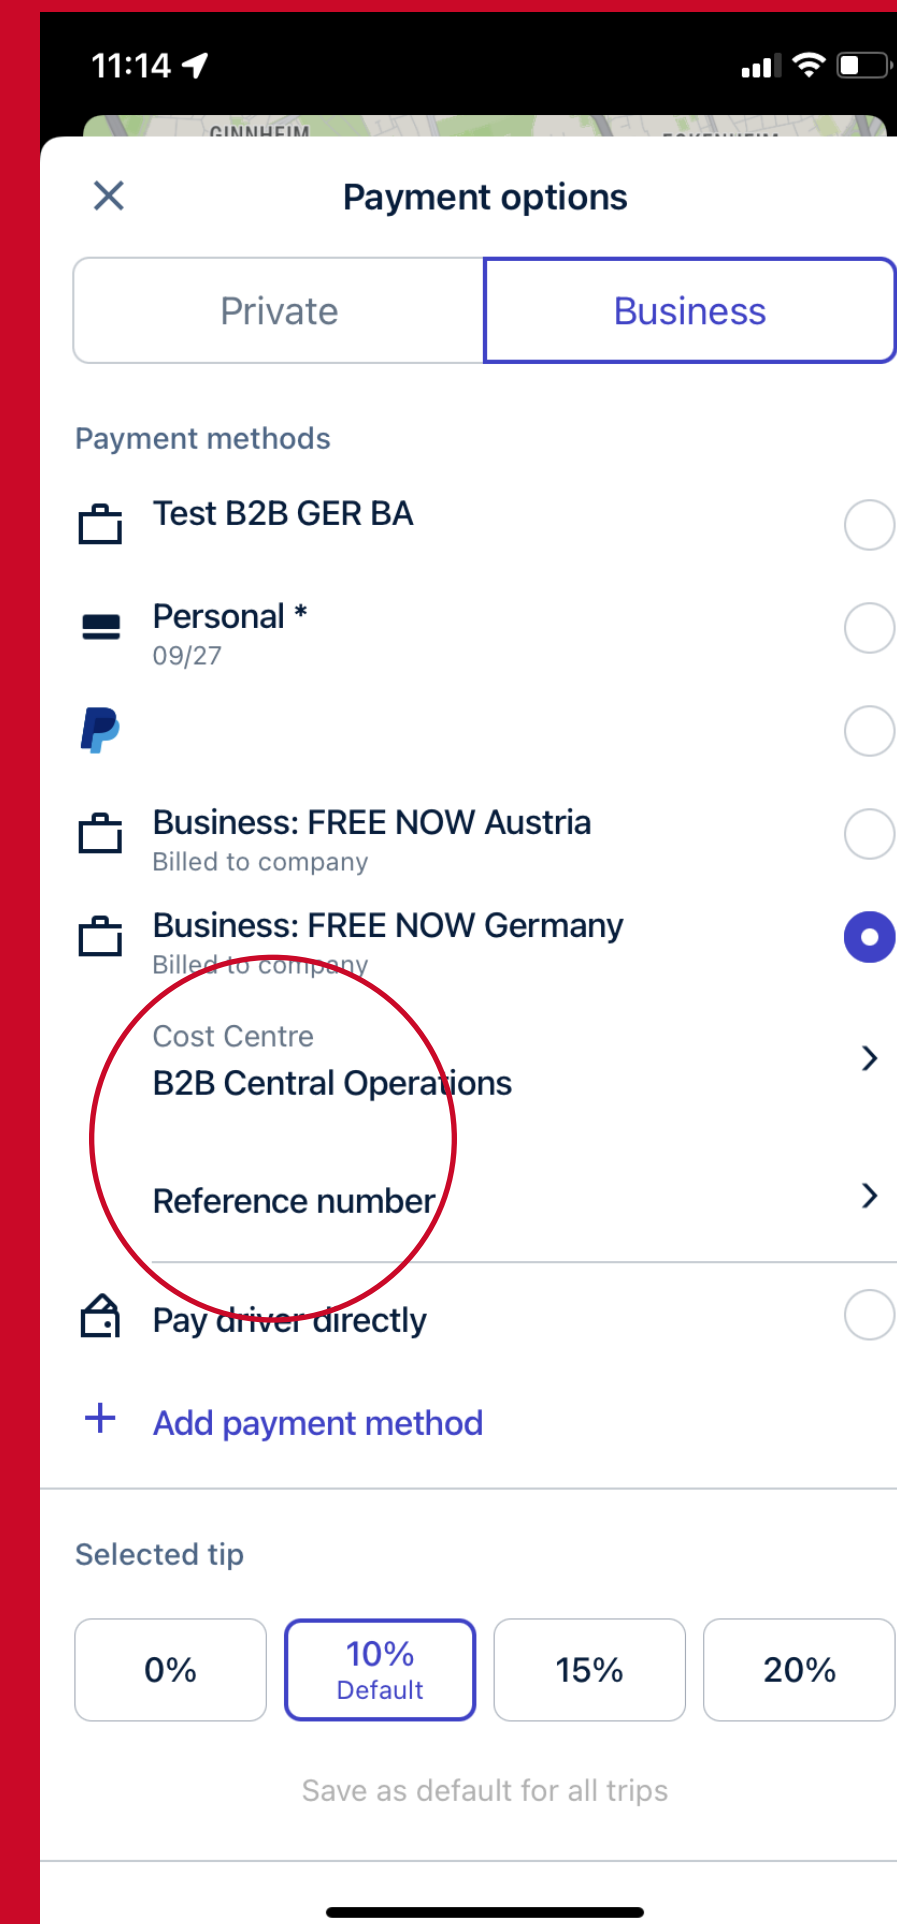 11:14
GINNHEIM
Payment options
Private
Business
Payment methods
Test B2B GER BA
Personal *
09/27
Business: FREE NOW Austria
Billed to company
Business: FREE NOW Germany
Billed to company
Cost Centre
B2B Central Operations
Reference number
Pay driver directly
Add payment method
Selected tip
0%
10%
Default
15%
20%
Save as default for all trips